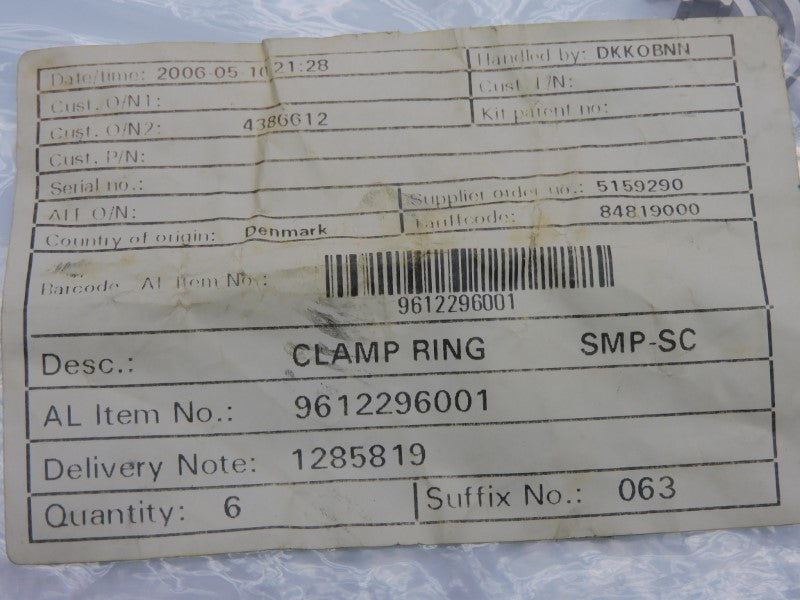 Date/time: 2006-05-10 21:28 Handled by: DKKOBNN
Cust. O/N1: Cust. I/N:
Cust. O/N2: 4386612 Kit patent no:
Cust. P/N:
Serial no.:
Alf O/N: Supplier order no.: 5159290
Country of origin: Denmark Tariffcode: 84819000
Barcode AL Item No.:
9612296001
Desc.: CLAMP RING SMP-SC
AL Item No.: 9612296001
Delivery Note: 1285819
Quantity: 6 Suffix No.: 063